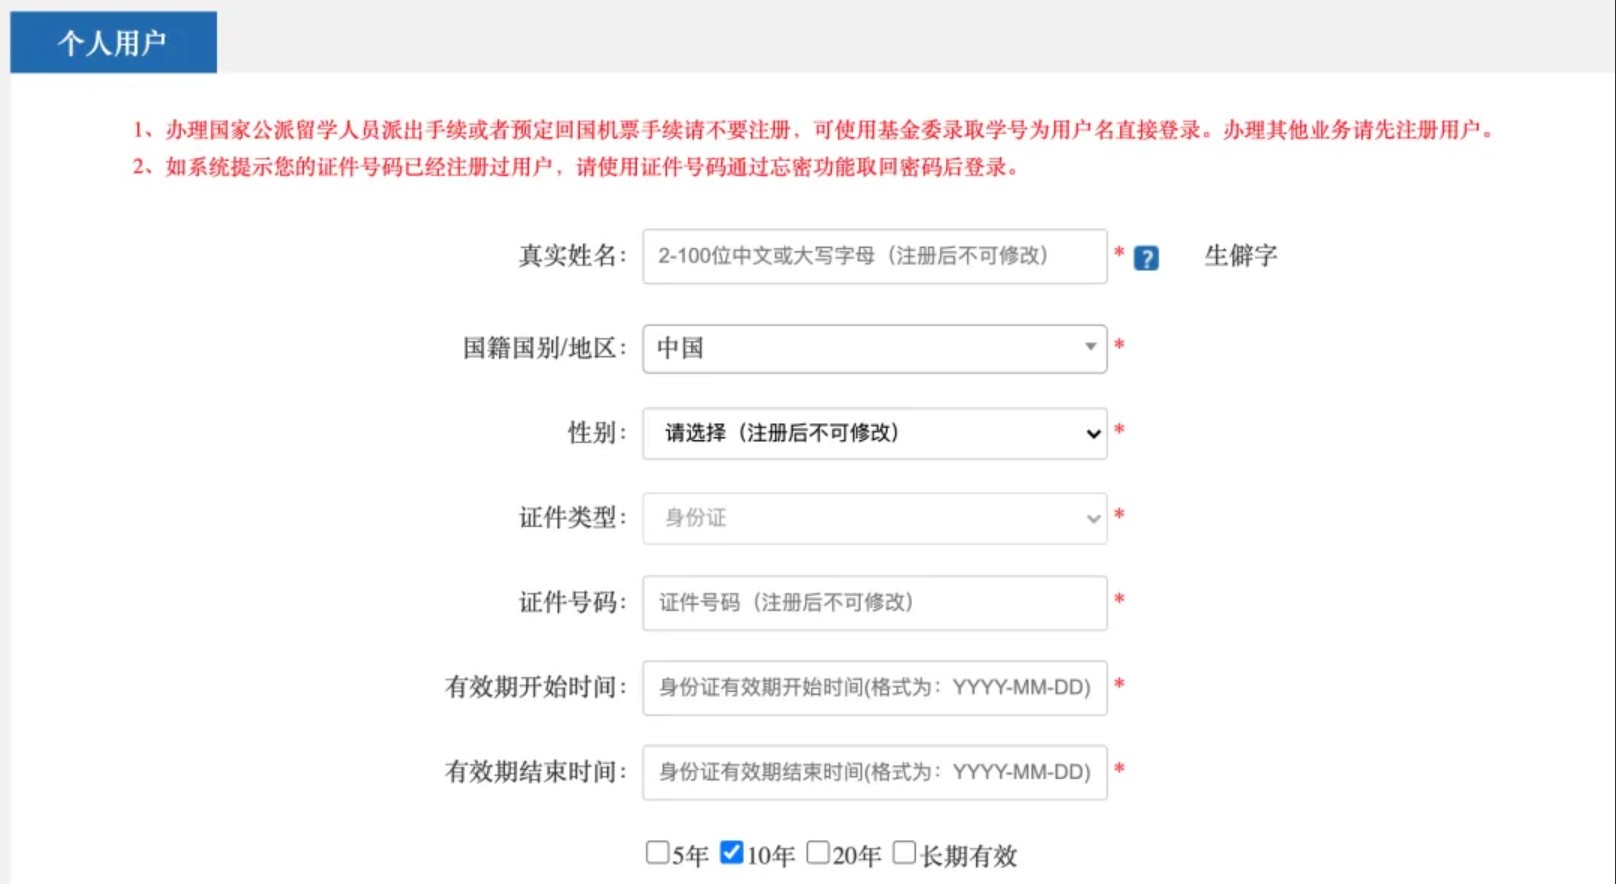 个人用户
1、办理国家公派留学人员派出手续或者预定回国机票手续请不要注册，可使用基金委录取学号为用户名直接登录。办理其他业务请先注册用户。
2、如系统提示您的证件号码已经注册过用户，请使用证件号码通过忘密功能取回密码后登录。
真实姓名： 2-100位中文或大写字母（注册后不可修改） * ? 生僻字
国籍国别/地区： 中国 *
性别： 请选择（注册后不可修改） *
证件类型： 身份证 *
证件号码： 证件号码（注册后不可修改） *
有效期开始时间： 身份证有效期开始时间(格式为：YYYY-MM-DD) *
有效期结束时间： 身份证有效期结束时间(格式为：YYYY-MM-DD) *
5年 10年 20年 长期有效